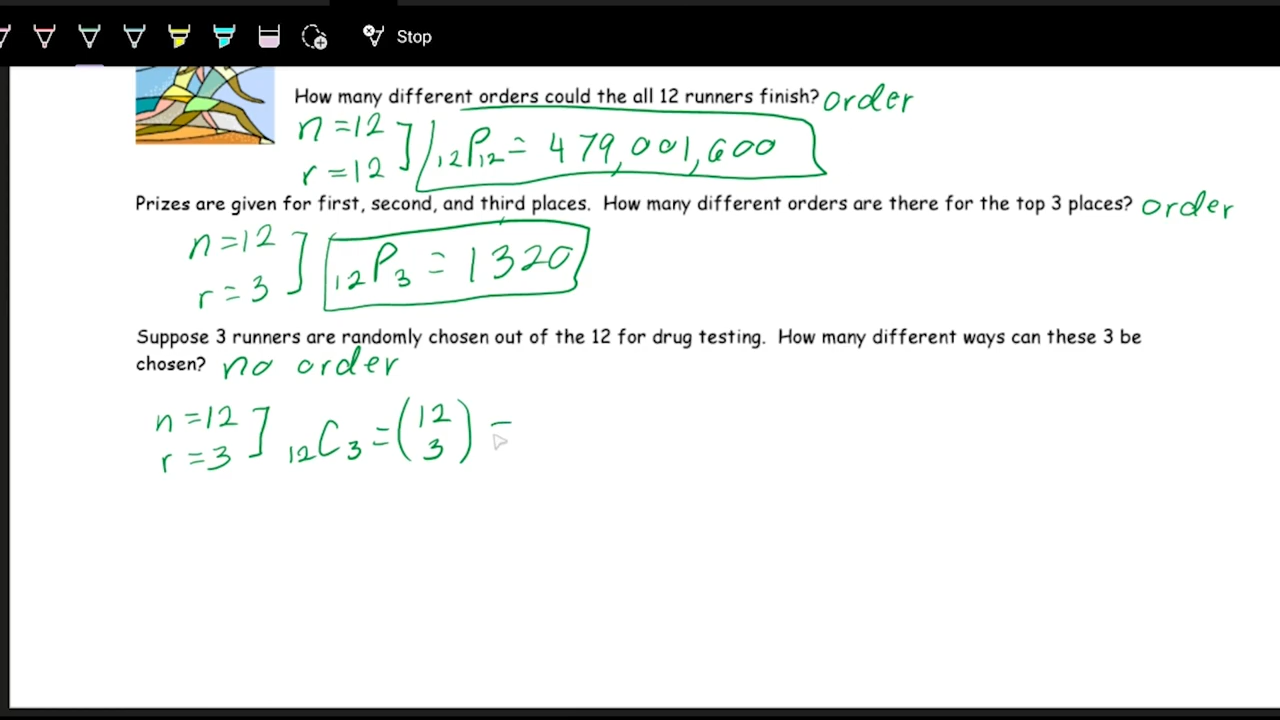 Stop
How many different orders could the all 12 runners finish? order
n = 12
r = 12 ] 12P12 = 479,001,600
Prizes are given for first, second, and third places. How many different orders are there for the top 3 places? order
n = 12
r = 3 ] 12P3 = 1320
Suppose 3 runners are randomly chosen out of the 12 for drug testing. How many different ways can these 3 be
chosen? no order
n = 12
r = 3 ] 12C3 = (12 3) =